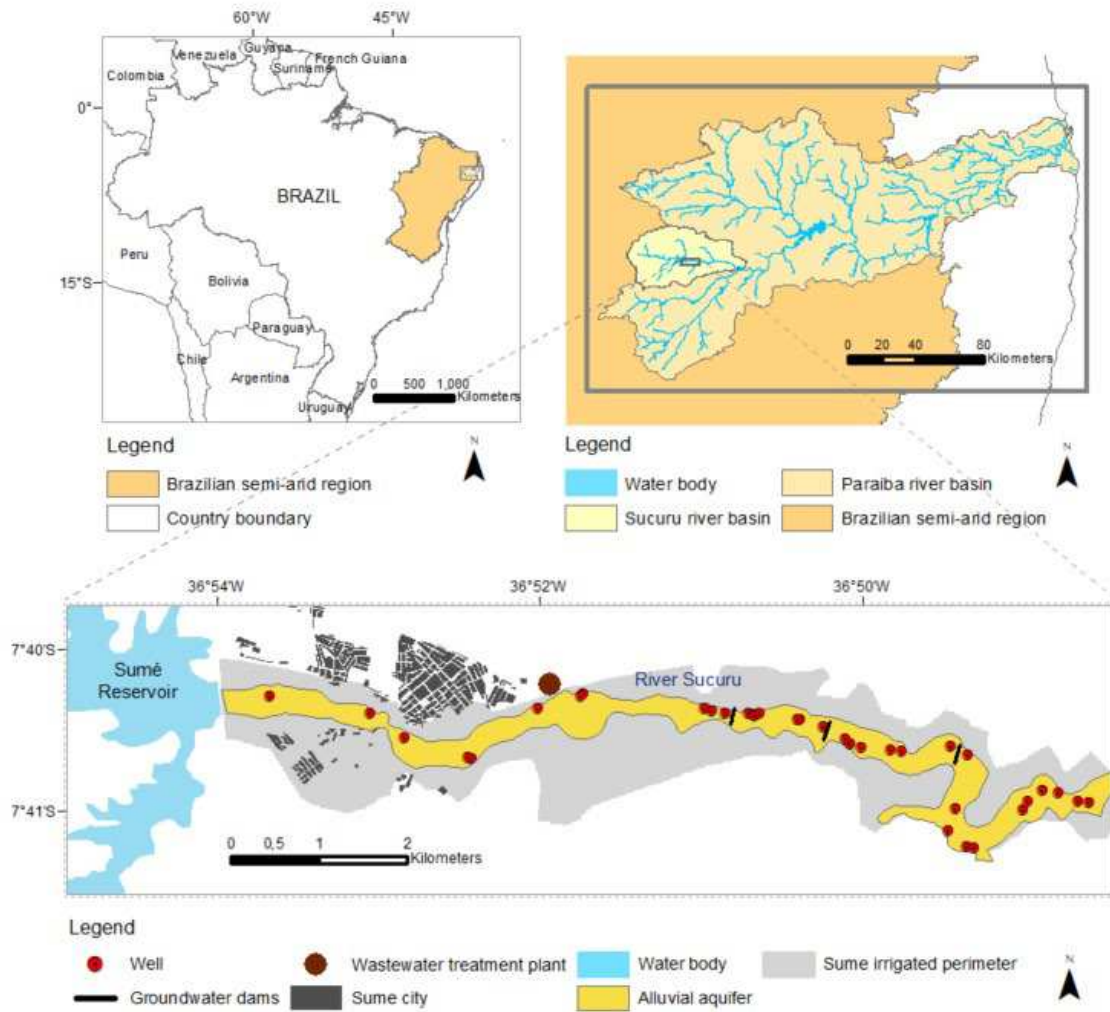 60°W 45°W
Guyana
Venezuela
French Guiana
Suriname
Colombia
0°
BRAZIL
Peru
15°S
Bolivia
Paraguay
Chile
Argentina
Uruguay
0 500 1,000
Kilometers
0 20 40 80
Kilometers
Legend
N
Brazilian semi-arid region
Country boundary
Legend
N
Water body
Paraiba river basin
Sucuru river basin
Brazilian semi-arid region
36°54'W 36°52'W 36°50'W
7°40'S
7°41'S
Sumé
Reservoir
River Sucuru
0 0,5 1 2
Kilometers
Legend
N
Well
Wastewater treatment plant
Water body
Sume irrigated perimeter
Groundwater dams
Sume city
Alluvial aquifer